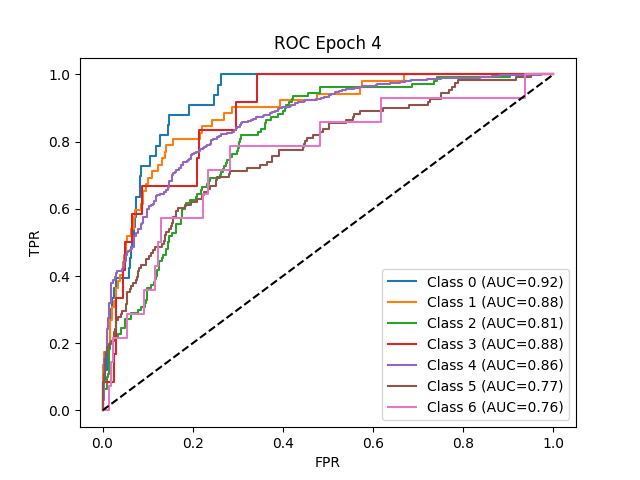 ROC Epoch 4
TPR
1.0
0.8
0.6
0.4
0.2
0.0
Class 0 (AUC=0.92)
Class 1 (AUC=0.88)
Class 2 (AUC=0.81)
Class 3 (AUC=0.88)
Class 4 (AUC=0.86)
Class 5 (AUC=0.77)
Class 6 (AUC=0.76)
0.0 0.2 0.4 0.6 0.8 1.0
FPR